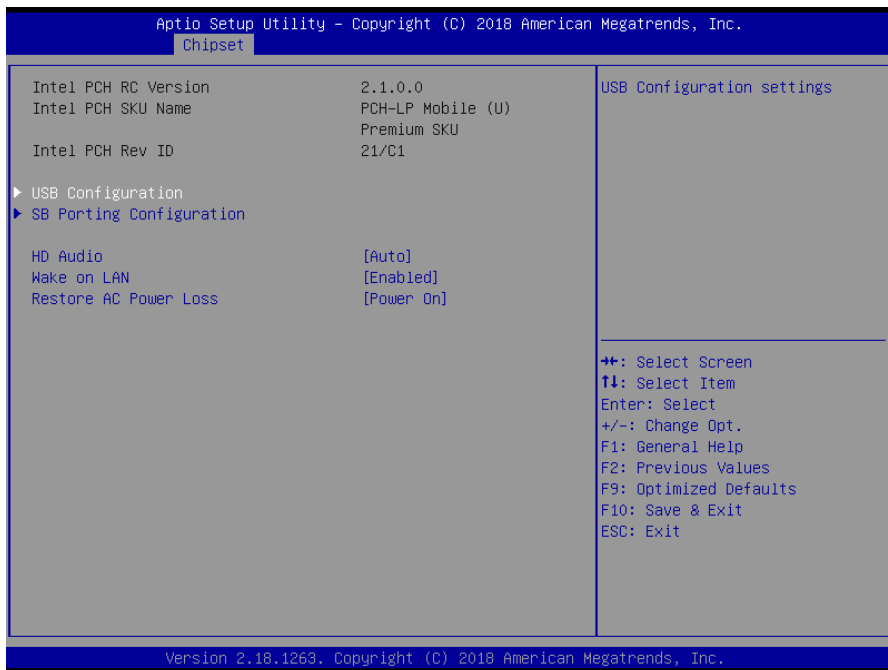 Aptio Setup Utility – Copyright (C) 2018 American Megatrends, Inc.
Chipset
Intel PCH RC Version 2.1.0.0
Intel PCH SKU Name PCH-LP Mobile (U)
Premium SKU
Intel PCH Rev ID 21/C1
USB Configuration
SB Porting Configuration
HD Audio [Auto]
Wake on LAN [Enabled]
Restore AC Power Loss [Power On]
USB Configuration settings
→←: Select Screen
↑↓: Select Item
Enter: Select
+/-: Change Opt.
F1: General Help
F2: Previous Values
F9: Optimized Defaults
F10: Save & Exit
ESC: Exit
Version 2.18.1263. Copyright (C) 2018 American Megatrends, Inc.